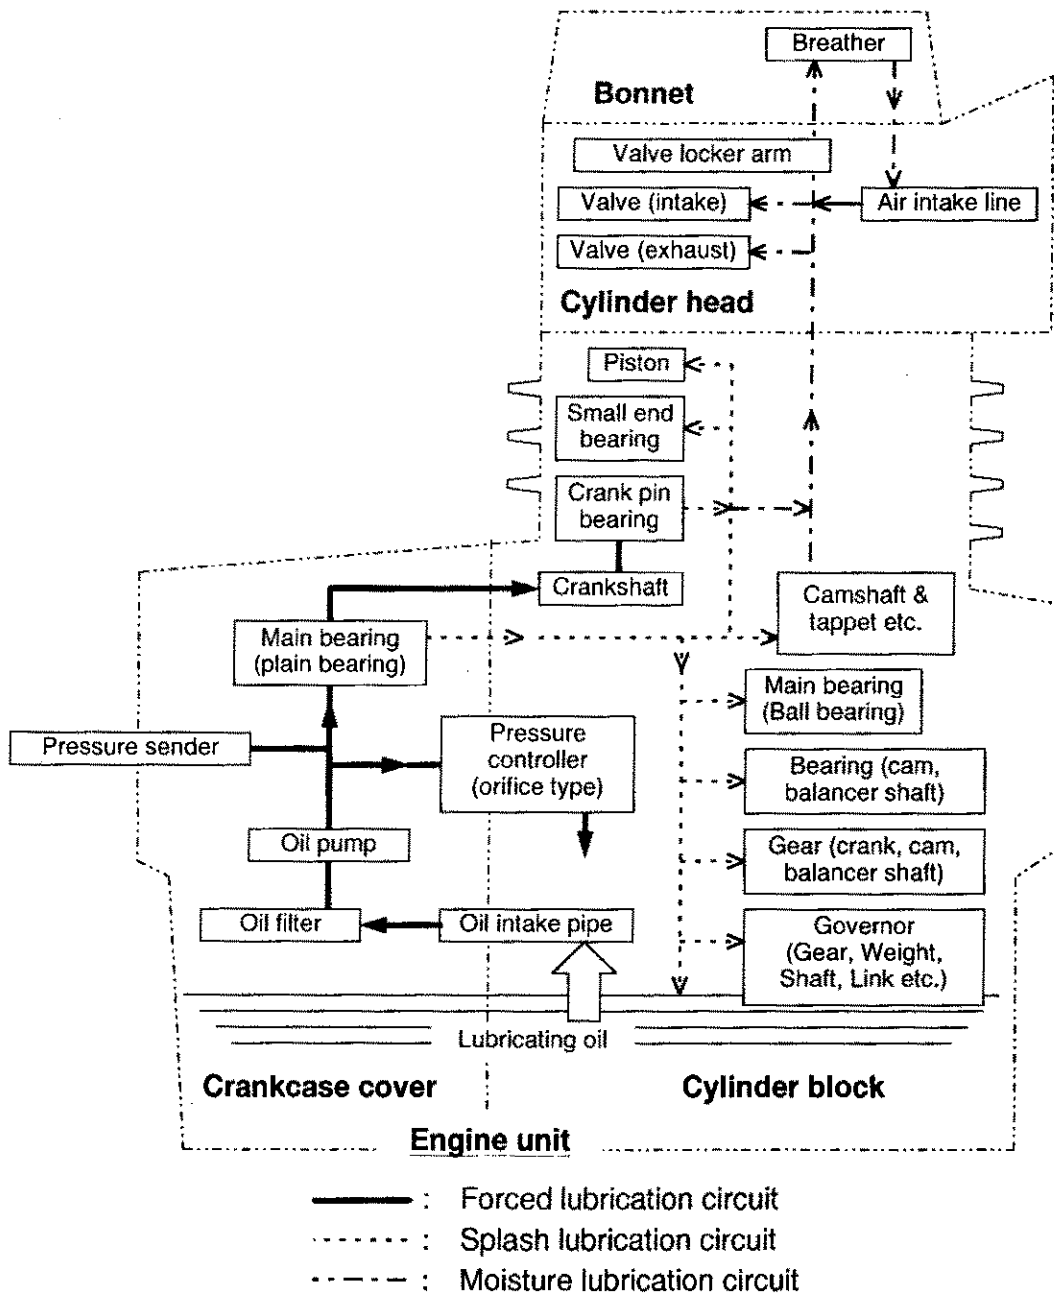 Breather
Bonnet
Valve locker arm
Valve (intake)
Air intake line
Valve (exhaust)
Cylinder head
Piston
Small end
bearing
Crank pin
bearing
Crankshaft
Camshaft &
tappet etc.
Main bearing
(plain bearing)
Main bearing
(Ball bearing)
Pressure sender
Pressure
controller
(orifice type)
Bearing (cam,
balancer shaft)
Oil pump
Gear (crank, cam,
balancer shaft)
Oil filter
Oil intake pipe
Governor
(Gear, Weight,
Shaft, Link etc.)
Lubricating oil
Crankcase cover
Cylinder block
Engine unit
: Forced lubrication circuit
: Splash lubrication circuit
: Moisture lubrication circuit